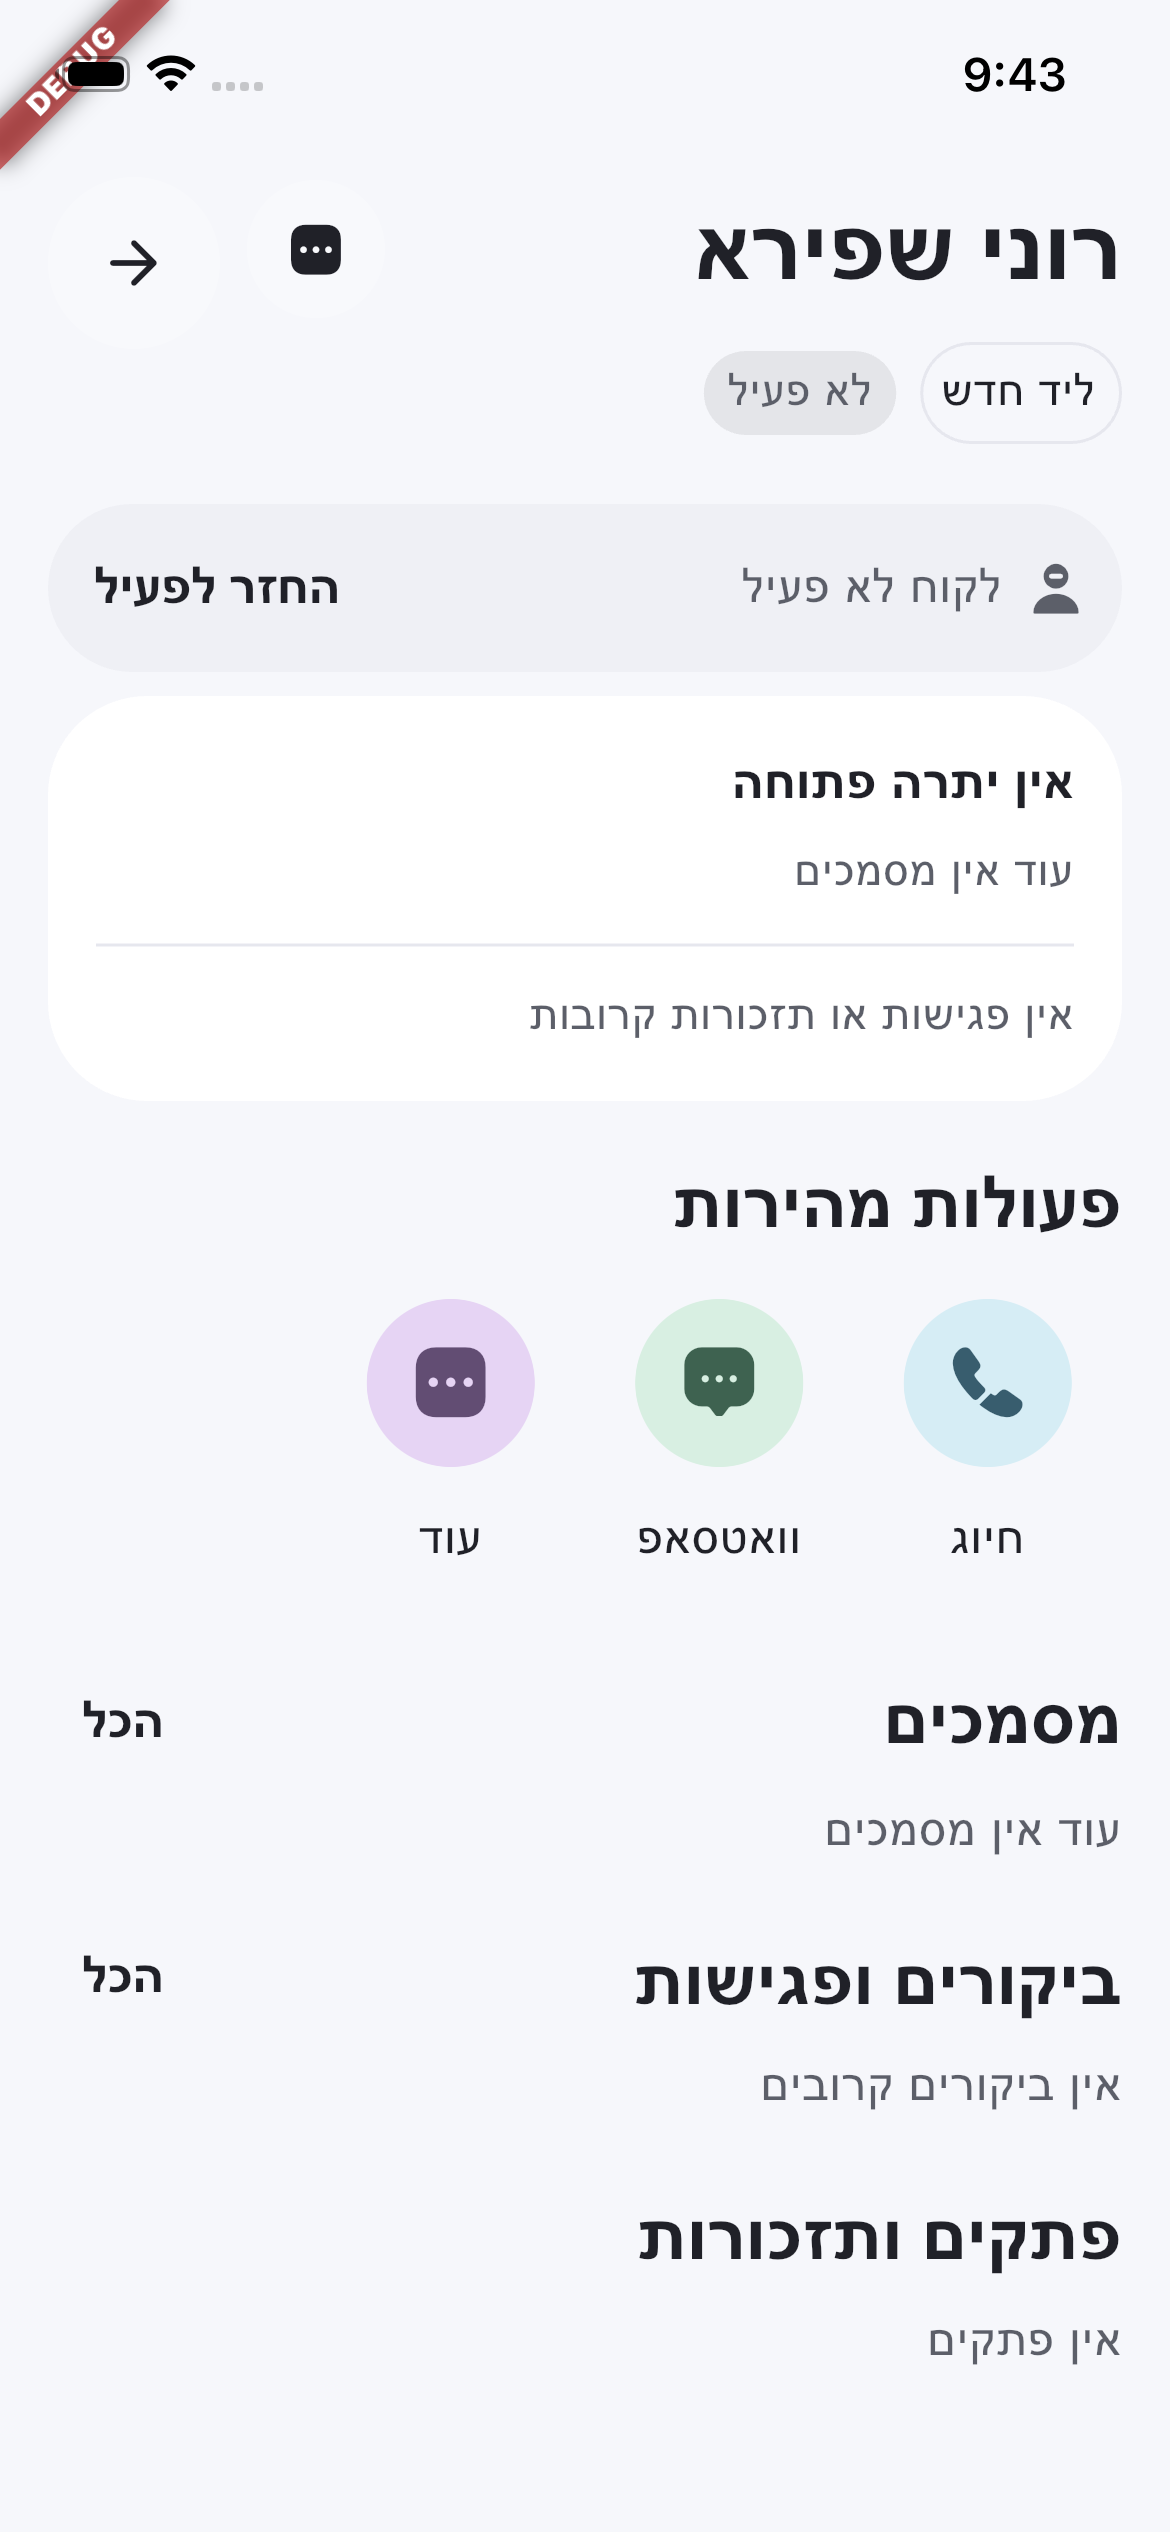 DEBUG
9:43
רוני שפירא
ליד חדש
לא פעיל
לקוח לא פעיל
החזר לפעיל
אין יתרה פתוחה
עוד אין מסמכים
אין פגישות או תזכורות קרובות
פעולות מהירות
חיוג
וואטסאפ
עוד
מסמכים
הכל
עוד אין מסמכים
ביקורים ופגישות
הכל
אין ביקורים קרובים
פתקים ותזכורות
אין פתקים